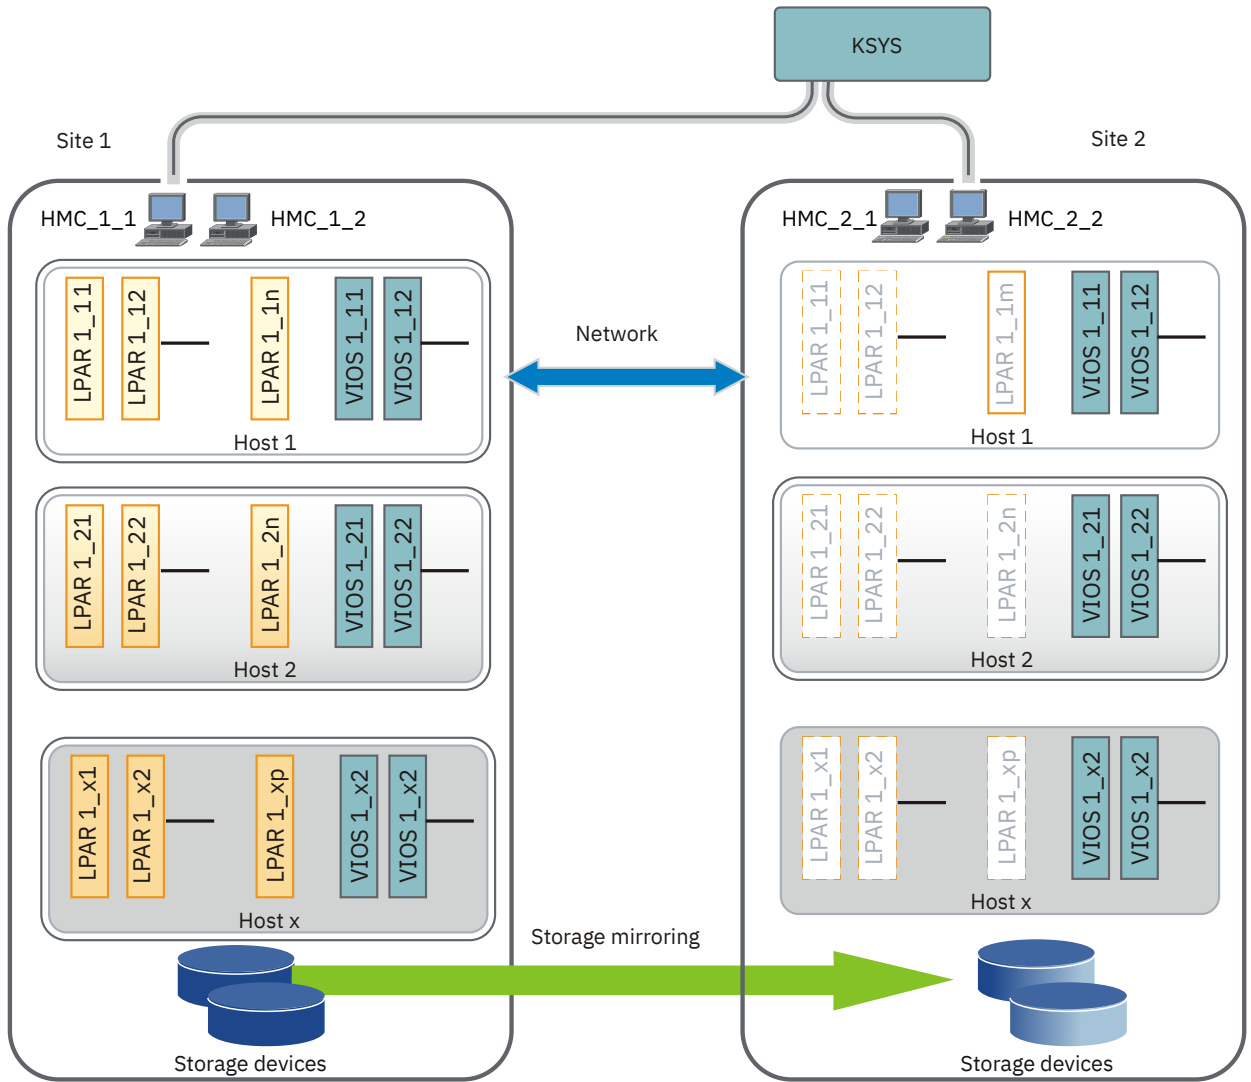 KSYS
Site 1
Site 2
HMC_1_1
HMC_1_2
HMC_2_1
HMC_2_2
LPAR 1_11
LPAR 1_12
LPAR 1_1n
VIOS 1_11
VIOS 1_12
Host 1
Network
LPAR 1_11
LPAR 1_12
LPAR 1_1m
VIOS 1_11
VIOS 1_12
Host 1
LPAR 1_21
LPAR 1_22
LPAR 1_2n
VIOS 1_21
VIOS 1_22
Host 2
LPAR 1_21
LPAR 1_22
LPAR 1_2n
VIOS 1_21
VIOS 1_22
Host 2
LPAR 1_x1
LPAR 1_x2
LPAR 1_xp
VIOS 1_x2
VIOS 1_x2
Host x
LPAR 1_x1
LPAR 1_x2
LPAR 1_xp
VIOS 1_x2
VIOS 1_x2
Host x
Storage mirroring
Storage devices
Storage devices